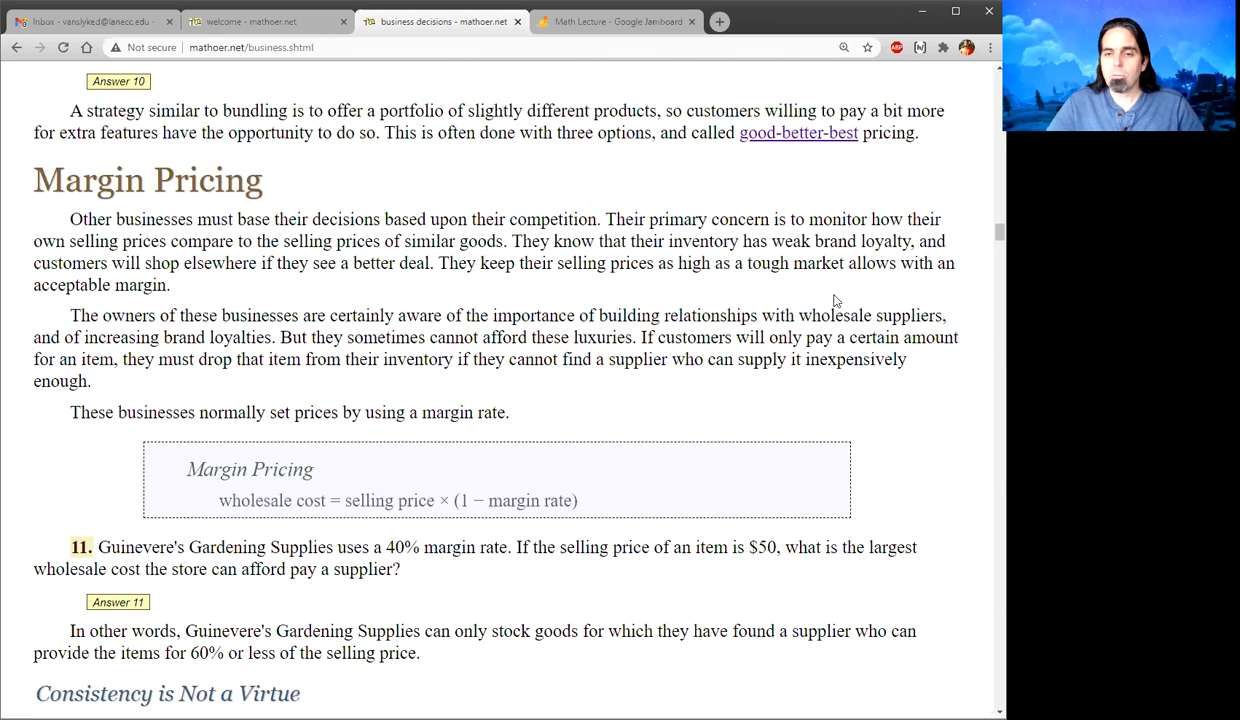 Inbox - vanslyked@lanecc.edu -
welcome - mathoer.net
business decisions - mathoer.net
Math Lecture - Google Jamboard
Not secure | mathoer.net/business.shtml
ABP
Answer 10
A strategy similar to bundling is to offer a portfolio of slightly different products, so customers willing to pay a bit more
for extra features have the opportunity to do so. This is often done with three options, and called good-better-best pricing.
Margin Pricing
Other businesses must base their decisions based upon their competition. Their primary concern is to monitor how their
own selling prices compare to the selling prices of similar goods. They know that their inventory has weak brand loyalty, and
customers will shop elsewhere if they see a better deal. They keep their selling prices as high as a tough market allows with an
acceptable margin.
The owners of these businesses are certainly aware of the importance of building relationships with wholesale suppliers,
and of increasing brand loyalties. But they sometimes cannot afford these luxuries. If customers will only pay a certain amount
for an item, they must drop that item from their inventory if they cannot find a supplier who can supply it inexpensively
enough.
These businesses normally set prices by using a margin rate.
Margin Pricing
wholesale cost = selling price × (1 − margin rate)
11. Guinevere's Gardening Supplies uses a 40% margin rate. If the selling price of an item is $50, what is the largest
wholesale cost the store can afford pay a supplier?
Answer 11
In other words, Guinevere's Gardening Supplies can only stock goods for which they have found a supplier who can
provide the items for 60% or less of the selling price.
Consistency is Not a Virtue